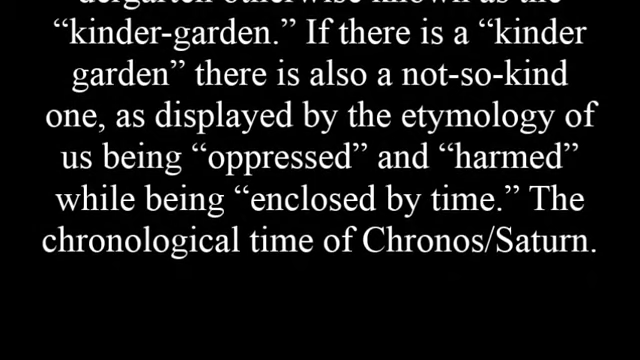 dergarten otherwise known as the
“kinder-garden.” If there is a “kinder
garden” there is also a not-so-kind
one, as displayed by the etymology of
us being “oppressed” and “harmed”
while being “enclosed by time.” The
chronological time of Chronos/Saturn.